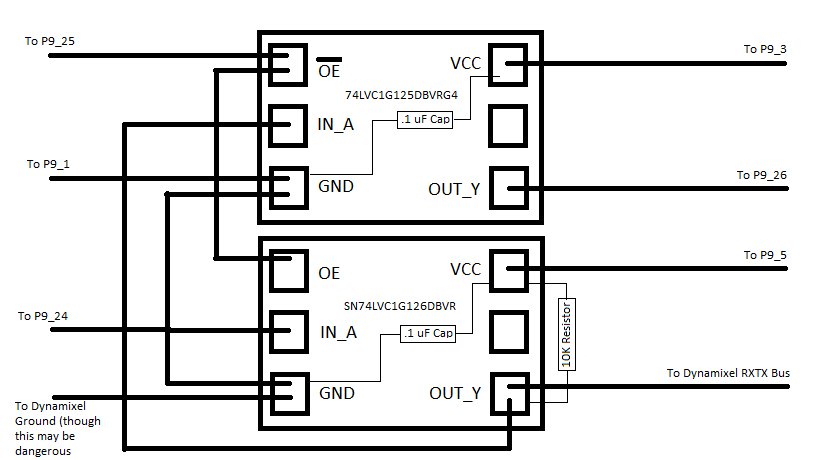 To P9_25
OE
VCC
To P9_3
74LVC1G125DBVRG4
.1 uF Cap
IN_A
To P9_1
GND
OUT_Y
To P9_26
OE
VCC
To P9_5
SN74LVC1G126DBVR
To P9_24
IN_A
.1 uF Cap
10K Resistor
GND
OUT_Y
To Dynamixel RXTX Bus
To Dynamixel
Ground (though
this may be
dangerous